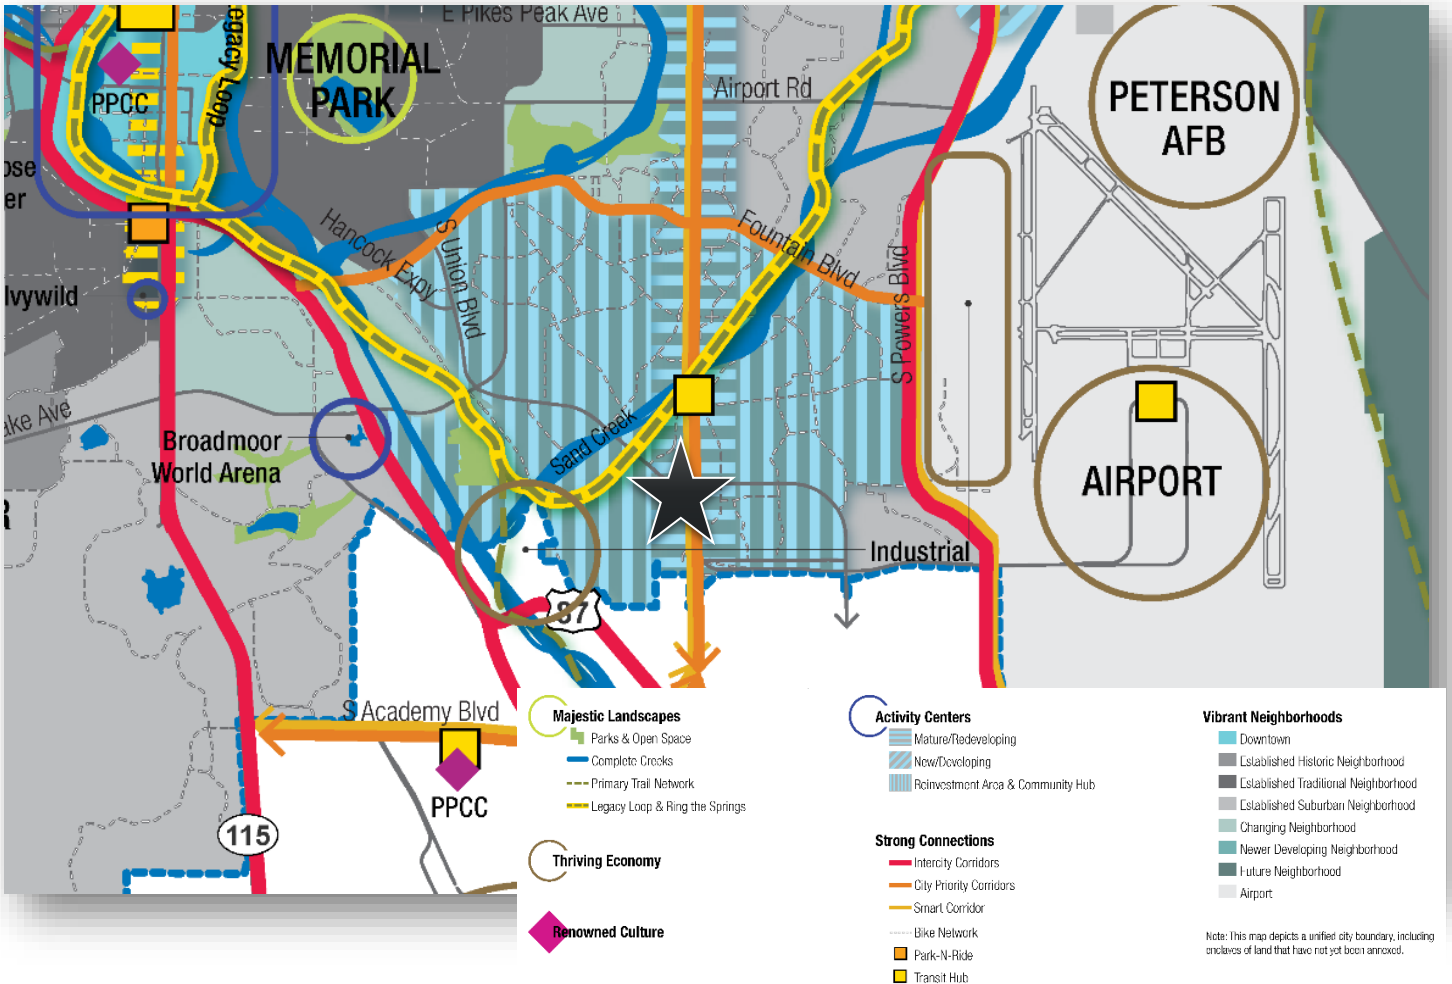 E Pikes Peak Ave
Legacy Loop
MEMORIAL
PARK
Airport Rd
PETERSON
AFB
PPCC
ose
er
Hancock Expy
S Union Blvd
Fountain Blvd
S Powers Blvd
Ivywild
ake Ave
Broadmoor
World Arena
Sand Creek
AIRPORT
Industrial
87
S Academy Blvd
PPCC
115
Majestic Landscapes
Parks & Open Space
Complete Creeks
Primary Trail Network
Legacy Loop & Ring the Springs
Thriving Economy
Renowned Culture
Activity Centers
Mature/Redeveloping
New/Developing
Reinvestment Area & Community Hub
Strong Connections
Intercity Corridors
City Priority Corridors
Smart Corridor
Bike Network
Park-N-Ride
Transit Hub
Vibrant Neighborhoods
Downtown
Established Historic Neighborhood
Established Traditional Neighborhood
Established Suburban Neighborhood
Changing Neighborhood
Newer Developing Neighborhood
Future Neighborhood
Airport
Note: This map depicts a unified city boundary, including
enclaves of land that have not yet been annexed.